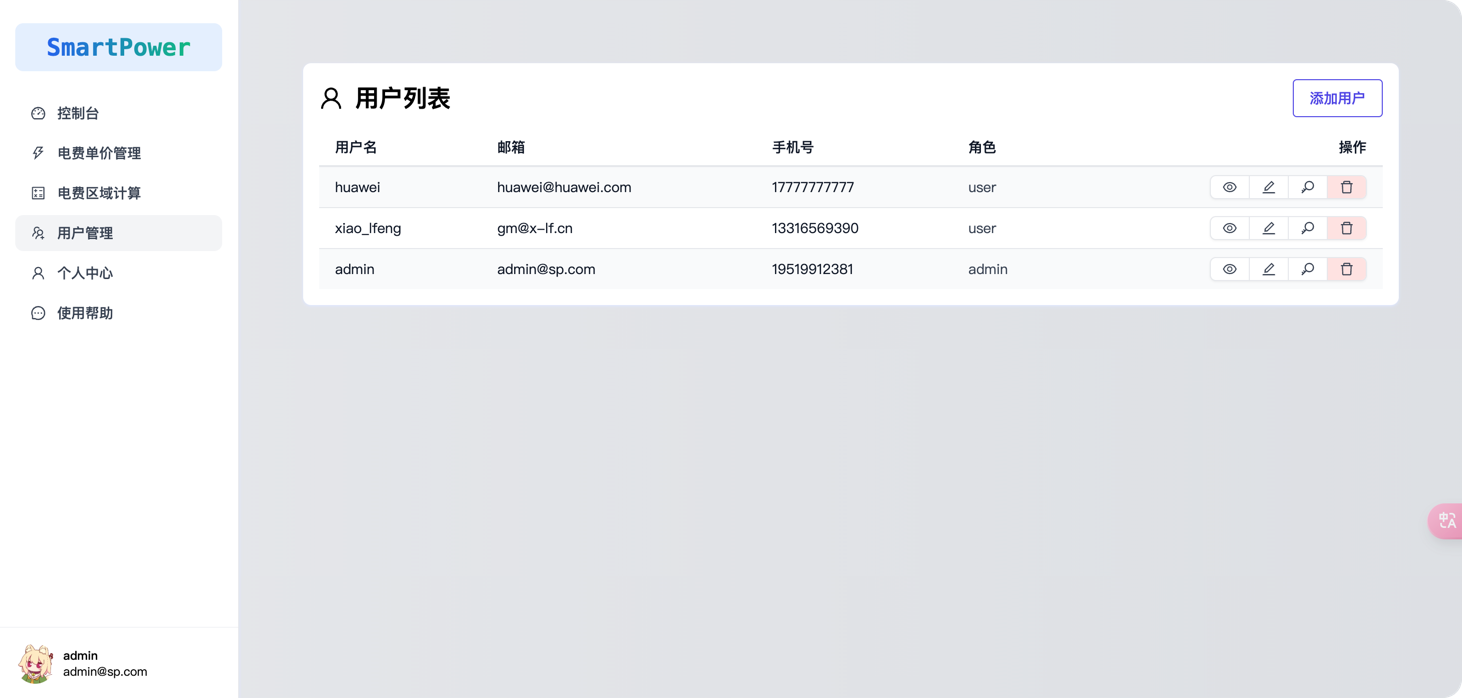 SmartPower
控制台
电费单价管理
电费区域计算
用户管理
个人中心
使用帮助
admin
admin@sp.com
用户列表
添加用户
用户名 邮箱 手机号 角色 操作
huawei huawei@huawei.com 17777777777 user
xiao_lfeng gm@x-lf.cn 13316569390 user
admin admin@sp.com 19519912381 admin
中 A